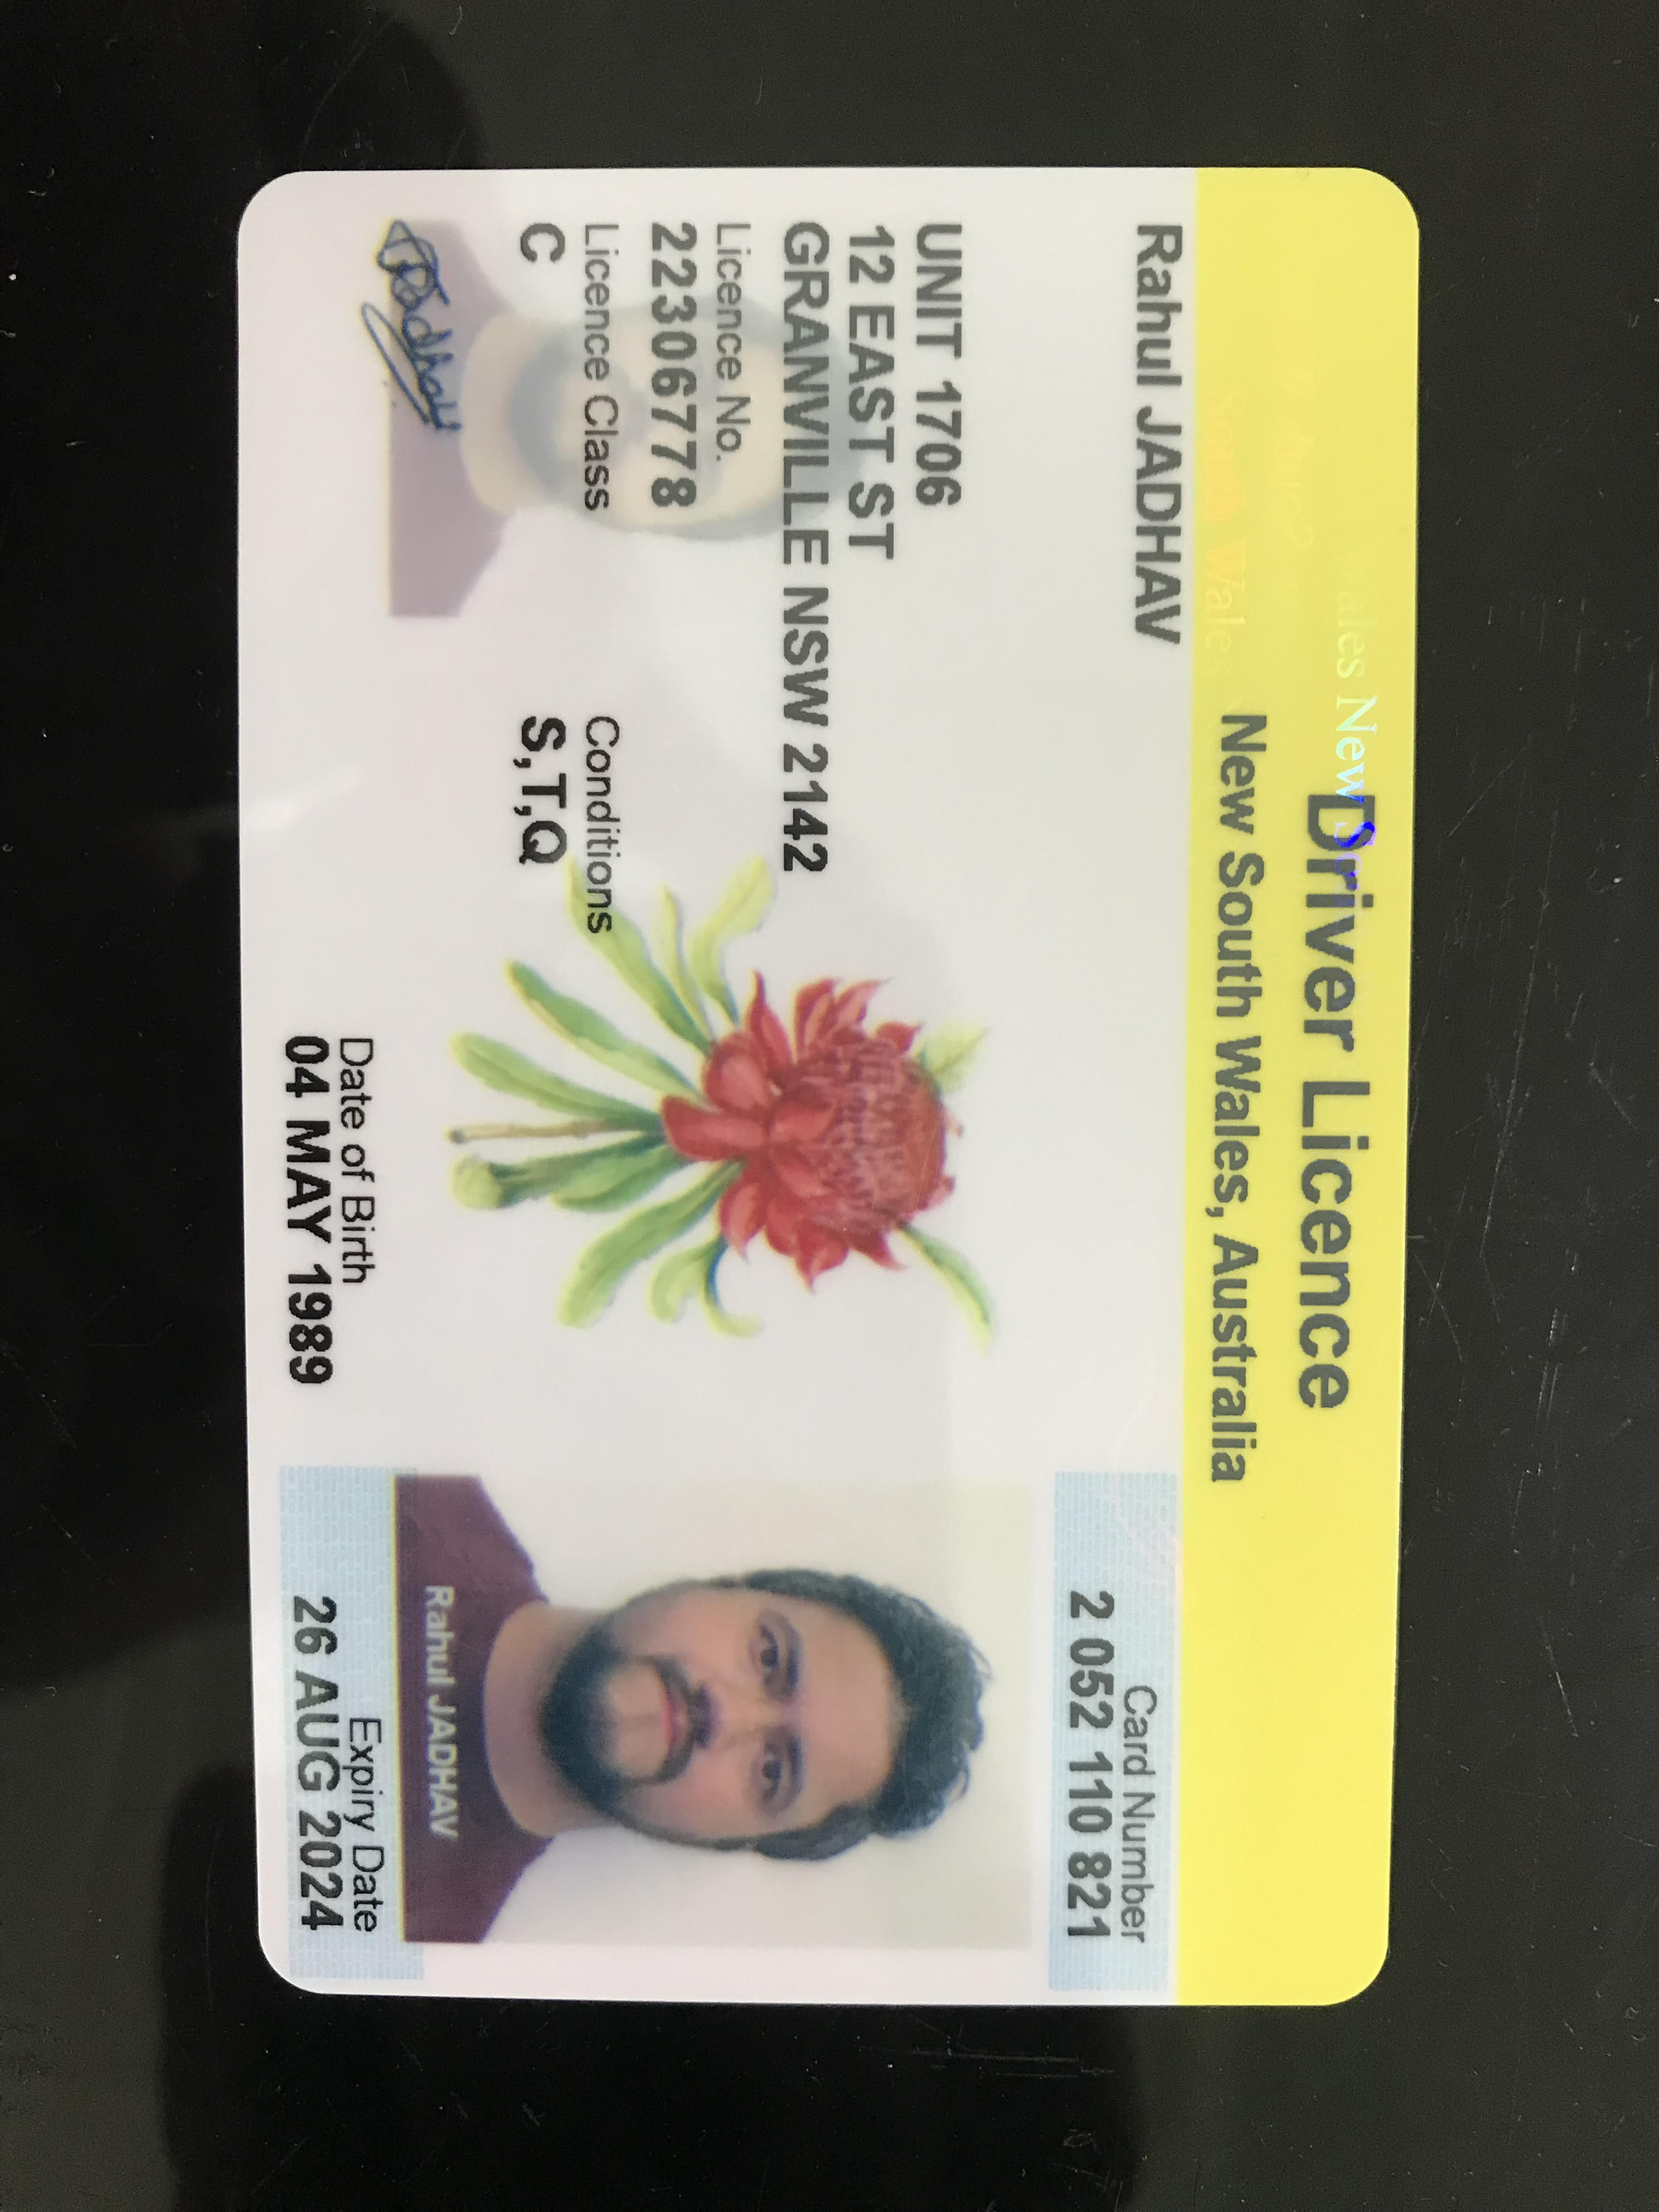 Driver Licence
New South Wales, Australia
Rahul JADHAV
Card Number
2 052 110 821
UNIT 1706
12 EAST ST
GRANVILLE NSW 2142
Licence No.
22306778
Licence Class
C
Conditions
S,T,Q
Rahul JADHAV
Date of Birth
04 MAY 1989
Expiry Date
26 AUG 2024